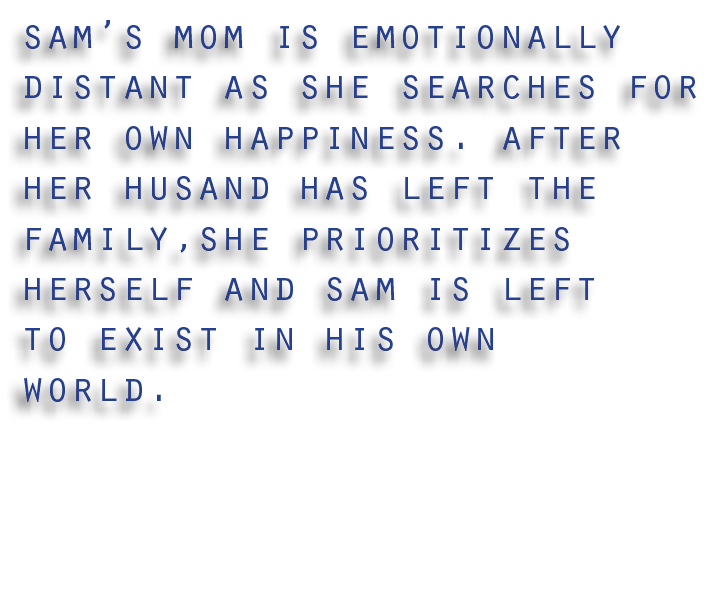 SAM'S MOM IS EMOTIONALLY
DISTANT AS SHE SEARCHES FOR
HER OWN HAPPINESS. AFTER
HER HUSAND HAS LEFT THE
FAMILY,SHE PRIORITIZES
HERSELF AND SAM IS LEFT
TO EXIST IN HIS OWN
WORLD.